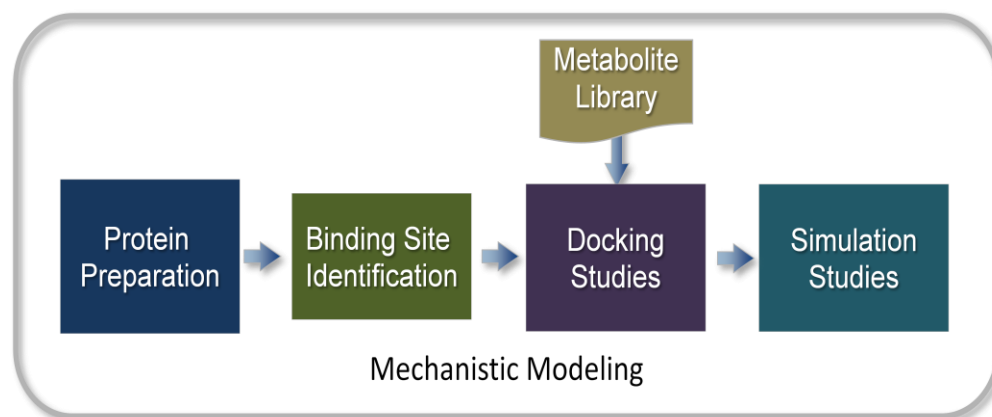 Metabolite
Library
Protein
Preparation
Binding Site
Identification
Docking
Studies
Simulation
Studies
Mechanistic Modeling